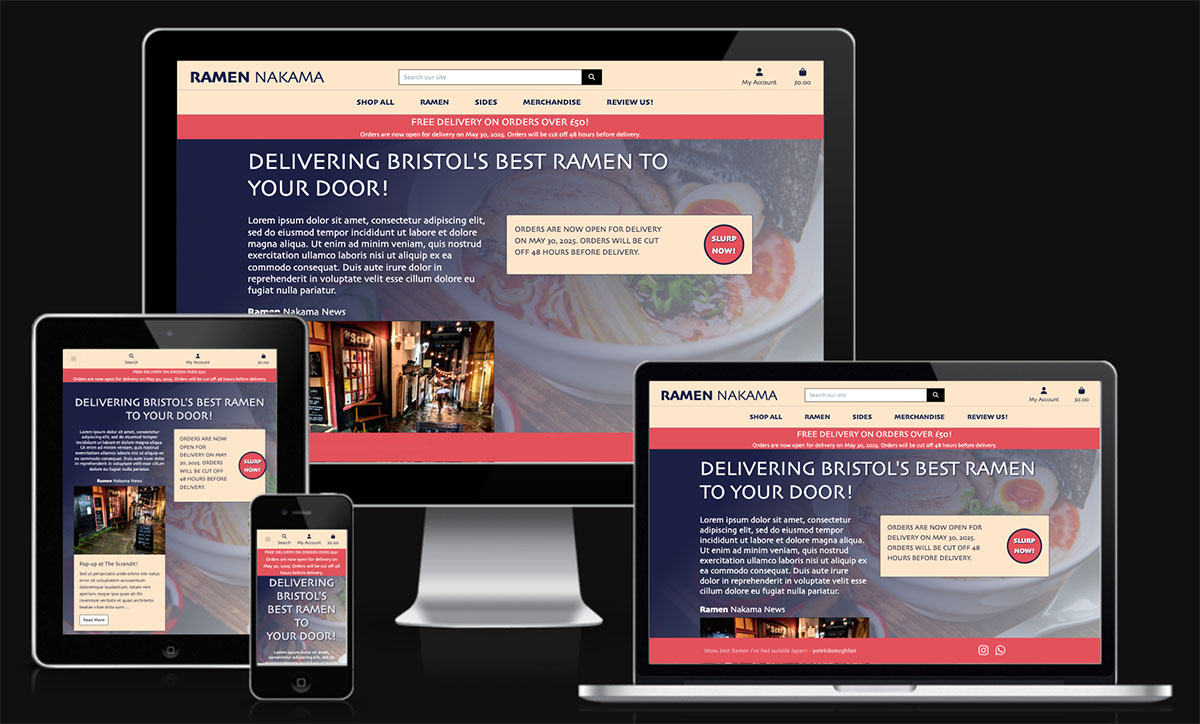 RAMEN NAKAMA
Search our site
My Account
$0.00
SHOP ALL RAMEN SIDES MERCHANDISE REVIEW US!
FREE DELIVERY ON ORDERS OVER £50!
Orders are now open for delivery on May 30, 2025. Orders will be cut off 48 hours before delivery.
DELIVERING BRISTOL'S BEST RAMEN TO
YOUR DOOR!
Lorem ipsum dolor sit amet, consectetur adipiscing elit,
sed do eiusmod tempor incididunt ut labore et dolore
magna aliqua. Ut enim ad minim veniam, quis nostrud
exercitation ullamco laboris nisi ut aliquip ex ea
commodo consequat. Duis aute irure dolor in
reprehenderit in voluptate velit esse cillum dolore eu
fugiat nulla pariatur.
ORDERS ARE NOW OPEN FOR DELIVERY
ON MAY 30, 2025. ORDERS WILL BE CUT
OFF 48 HOURS BEFORE DELIVERY.
SLURP
NOW!
Ramen Nakama News
Search
My Account
$0.00
FREE DELIVERY ON ORDERS OVER £50!
Orders are now open for delivery on May 30, 2025. Orders will be cut off 48 hours before delivery.
DELIVERING BRISTOL'S BEST RAMEN
TO YOUR DOOR!
Lorem ipsum dolor sit amet, consectetur
adipiscing elit, sed do eiusmod tempor
incididunt ut labore et dolore magna aliqua.
Ut enim ad minim veniam, quis nostrud
exercitation ullamco laboris nisi ut aliquip ex
ea commodo consequat. Duis aute irure dolor
in reprehenderit in voluptate velit esse cillum
dolore eu fugiat nulla pariatur.
ORDERS ARE NOW
OPEN FOR
DELIVERY ON MAY
30, 2025. ORDERS
WILL BE CUT OFF
48 HOURS BEFORE
DELIVERY.
SLURP
NOW!
Ramen Nakama News
Pop-up at The Scrandit!
Sed ut perspiciatis unde omnis iste natus
error sit voluptatem accusantium
doloremque laudantium, totam rem
aperiam, eaque ipsa quae ab illo
inventore veritatis et quasi architecto
beatae vitae dicta sunt ...
Read More
Search
My Account
$0.00
FREE DELIVERY ON ORDERS OVER £50!
Orders are now open for delivery on
May 30, 2025. Orders will be cut off
48 hours before delivery.
DELIVERING
BRISTOL'S
BEST RAMEN
TO
YOUR DOOR!
Lorem ipsum dolor sit amet,
consectetur adipiscing elit, sed do
RAMEN NAKAMA
Search our site
My Account
$0.00
SHOP ALL RAMEN SIDES MERCHANDISE REVIEW US!
FREE DELIVERY ON ORDERS OVER £50!
Orders are now open for delivery on May 30, 2025. Orders will be cut off 48 hours before delivery.
DELIVERING BRISTOL'S BEST RAMEN
TO YOUR DOOR!
Lorem ipsum dolor sit amet,
consectetur adipiscing elit, sed do
eiusmod tempor incididunt ut labore
et dolore magna aliqua. Ut enim ad
minim veniam, quis nostrud
exercitation ullamco laboris nisi ut
aliquip ex ea commodo consequat.
Duis aute irure dolor in reprehenderit
in voluptate velit esse cillum dolore eu
fugiat nulla pariatur.
ORDERS ARE NOW OPEN FOR
DELIVERY ON MAY 30, 2025.
ORDERS WILL BE CUT OFF 48
HOURS BEFORE DELIVERY.
SLURP
NOW!
Ramen Nakama News
Wow, best Ramen I've had outside Japan! - patrickcoughlan